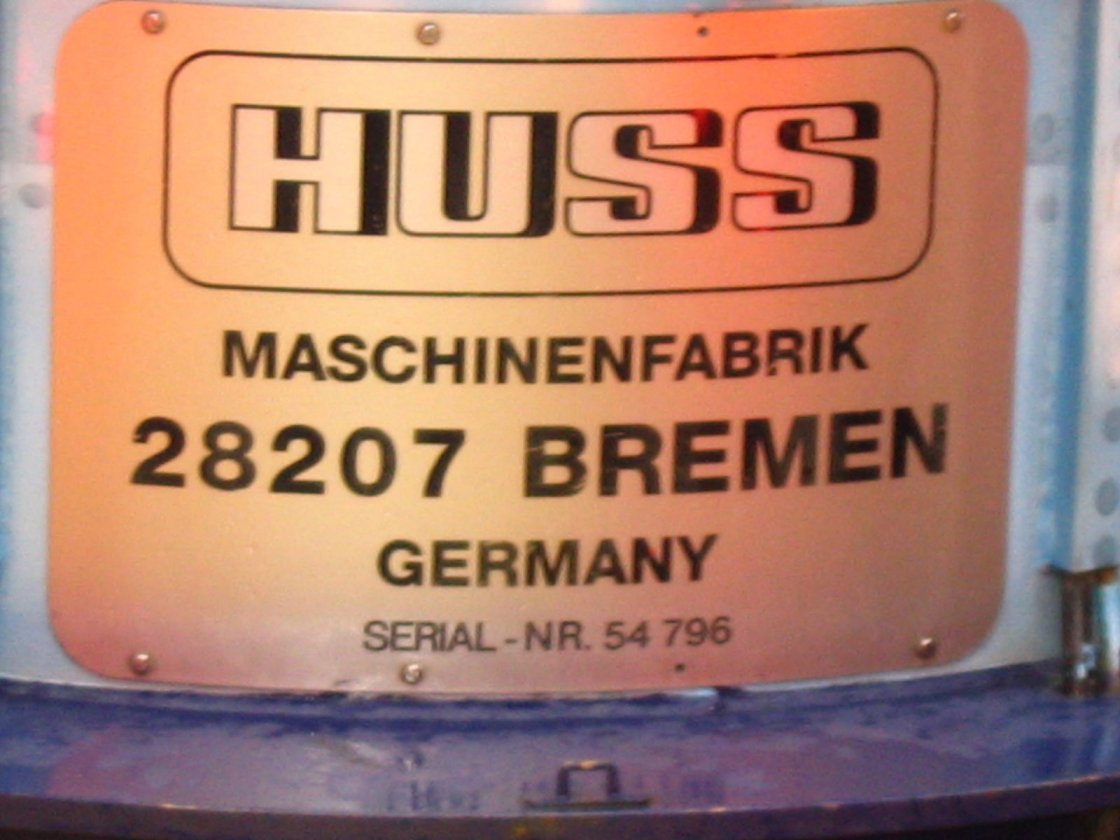 HUSS
MASCHINENFABRIK
28207 BREMEN
GERMANY
SERIAL-NR. 54 796